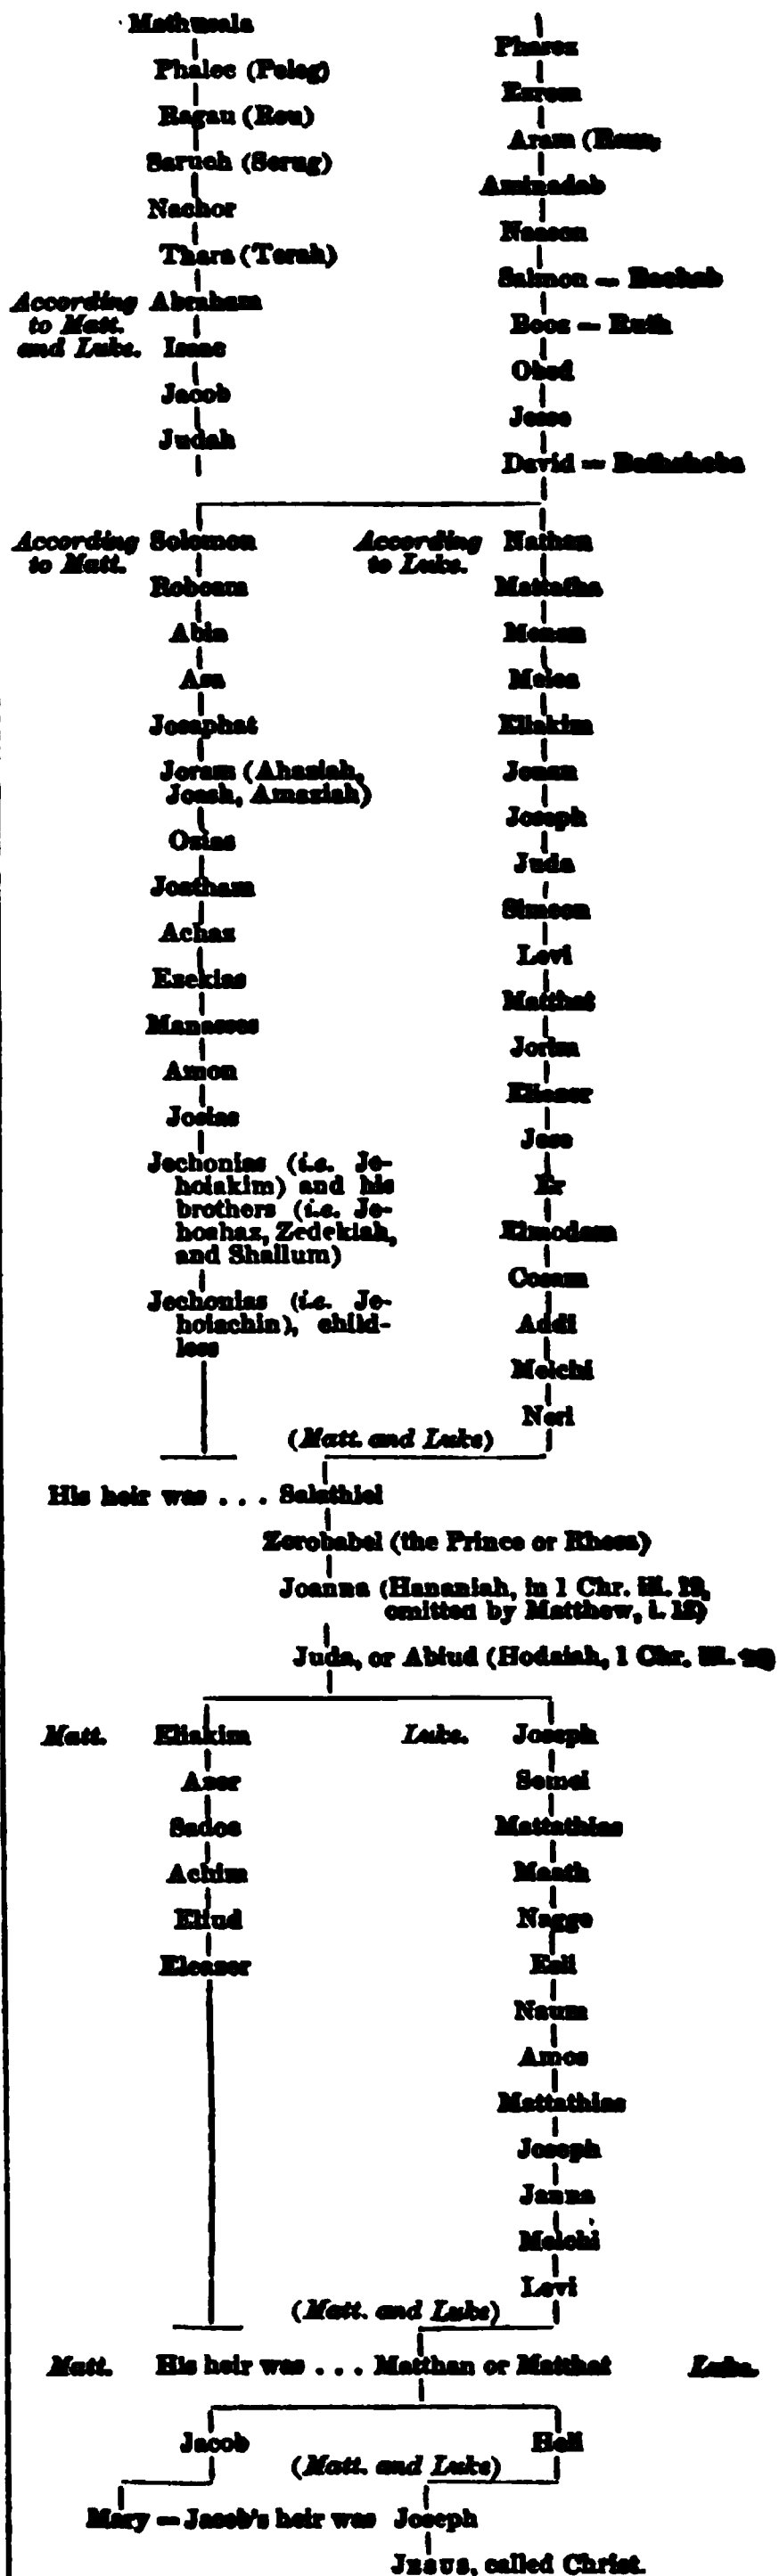 Mathusala
Phalec (Peleg)
Ragau (Reu)
Saruch (Serug)
Nachor
Thara (Terah)
According to Matt. and Luke.
Abraham
Isaac
Jacob
Judah
Phares
Esrom
Aram (Ram,
Aminadab
Naason
Salmon = Rachab
Booz = Ruth
Obed
Jesse
David = Bathsheba
According
to Matt.
Solomon
Roboam
Abia
Asa
Josaphat
Joram (Ahaziah,
Joash, Amaziah)
Ozias
Joatham
Achaz
Ezekias
Manasses
Amon
Josias
Jechonias (i.e. Je-
hoiakim) and his
brothers (i.e. Je-
hoahaz, Zedekiah,
and Shallum)
Jechonias (i.e. Je-
hoiachin), child-
less
According
to Luke.
Nathan
Mattatha
Menan
Melea
Eliakim
Jonan
Joseph
Juda
Simeon
Levi
Matthat
Jorim
Eliezer
Jose
Er
Elmodam
Cosam
Addi
Melchi
Neri
(Matt. and Luke)
His heir was . . . Salathiel
Zorobabel (the Prince or Rhesa)
Joanna (Hananiah, in 1 Chr. iii. 19,
omitted by Matthew, i. 13)
Juda, or Abiud (Hodaiah, 1 Chr. iii.
Matt.
Eliakim
Azor
Sadoc
Achim
Eliud
Eleazer
Luke.
Joseph
Semei
Mattathias
Maath
Nagge
Esli
Naum
Amos
Mattathias
Joseph
Janna
Melchi
Levi
(Matt. and Luke)
Matt. His heir was . . . Matthan or Matthat Luke.
Jacob Heli
(Matt. and Luke)
Mary = Jacob's heir was Joseph
JESUS, called Christ.